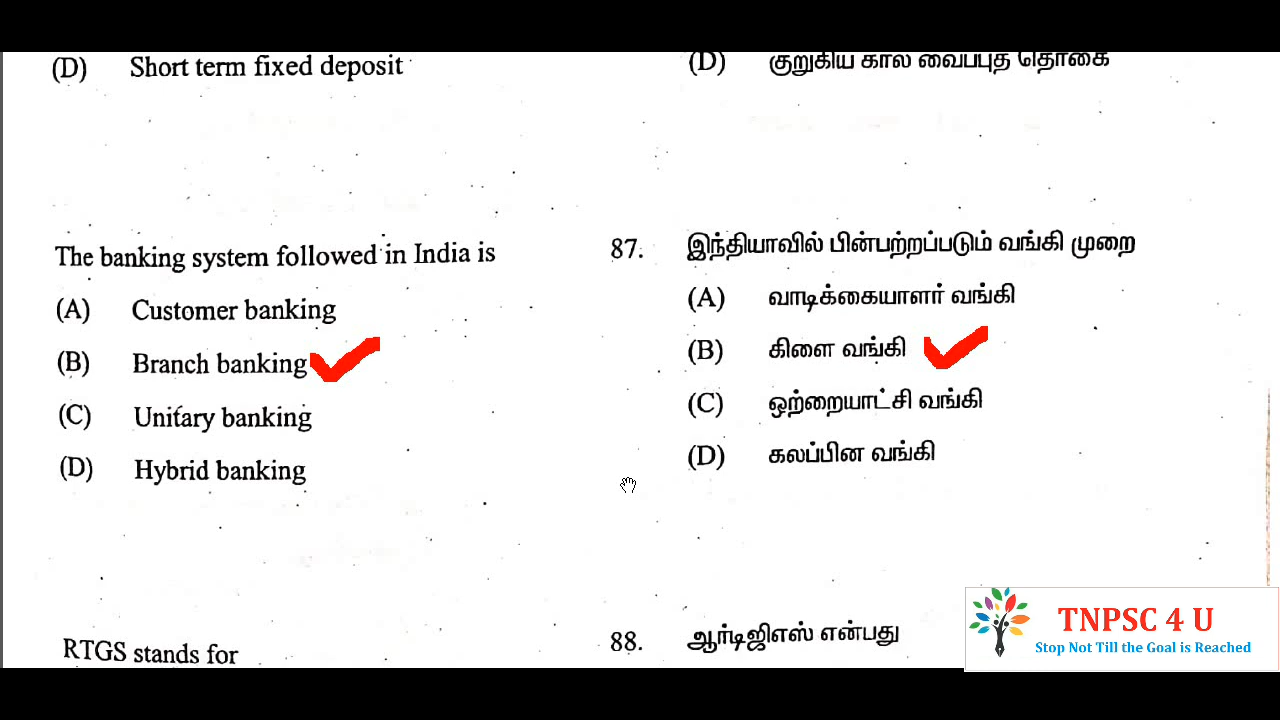 (D) Short term fixed deposit
(D) குறுகிய கால வைப்புத் தொகை
The banking system followed in India is
(A) Customer banking
(B) Branch banking
(C) Unitary banking
(D) Hybrid banking
87. இந்தியாவில் பின்பற்றப்படும் வங்கி முறை
(A) வாடிக்கையாளர் வங்கி
(B) கிளை வங்கி
(C) ஒற்றையாட்சி வங்கி
(D) கலப்பின வங்கி
RTGS stands for
88. ஆர்டிஜிஎஸ் என்பது
TNPSC 4 U
Stop Not Till the Goal is Reached